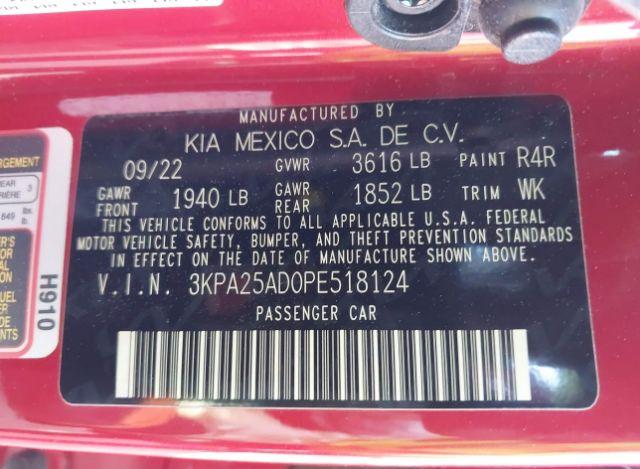 MANUFACTURED BY
KIA MEXICO S.A. DE C.V.
09/22 GVWR 3616 LB PAINT R4R
GAWR FRONT 1940 LB GAWR REAR 1852 LB TRIM WK
THIS VEHICLE CONFORMS TO ALL APPLICABLE U.S.A. FEDERAL
MOTOR VEHICLE SAFETY, BUMPER, AND THEFT PREVENTION STANDARDS
IN EFFECT ON THE DATE OF MANUFACTURE SHOWN ABOVE.
V.I.N. 3KPA25AD0PE518124
PASSENGER CAR
H910